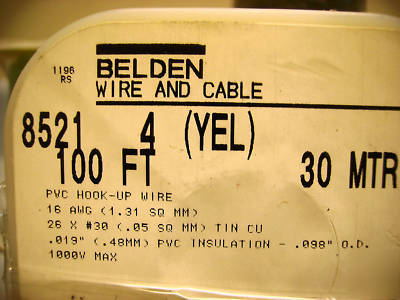 1196
RS
BELDEN
WIRE AND CABLE
8521 4 (YEL)
100 FT 30 MTR
PVC HOOK-UP WIRE
16 AWG (1.31 SQ MM)
26 X #30 (.05 SQ MM) TIN CU
.019" (.48MM) PVC INSULATION - .098" O.D.
1000V MAX